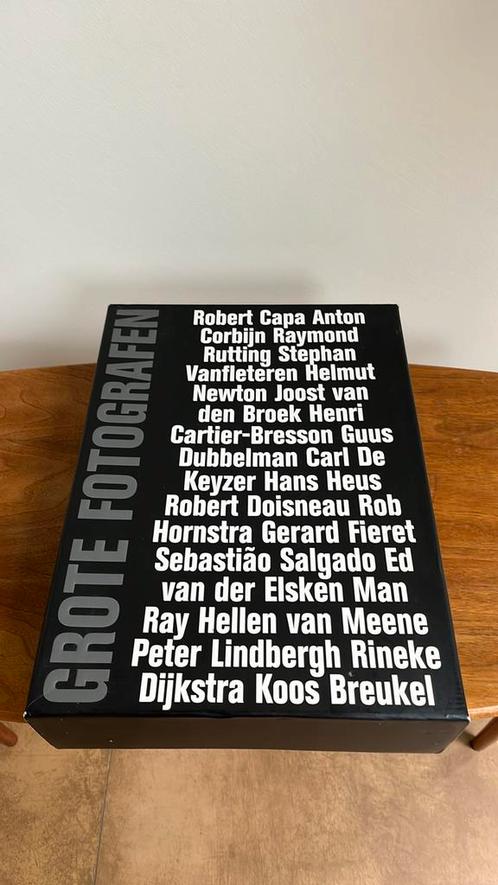 GROTE FOTOGRAFEN
Robert Capa Anton
Corbijn Raymond
Rutting Stephan
Vanfleteren Helmut
Newton Joost van
den Broek Henri
Cartier-Bresson Guus
Dubbelman Carl De
Keyzer Hans Heus
Robert Doisneau Rob
Hornstra Gerard Fieret
Sebastião Salgado Ed
van der Elsken Man
Ray Hellen van Meene
Peter Lindbergh Rineke
Dijkstra Koos Breukel